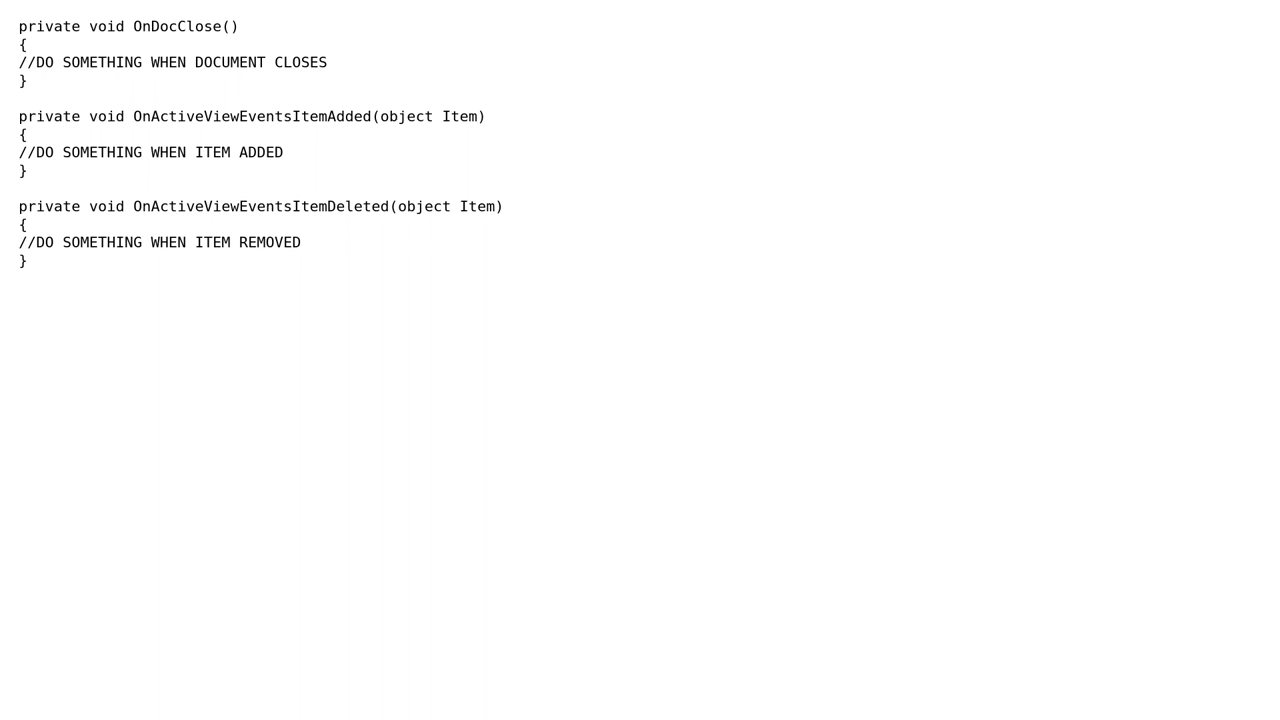 private void OnDocClose()
{
//DO SOMETHING WHEN DOCUMENT CLOSES
}
private void OnActiveViewEventsItemAdded(object Item)
{
//DO SOMETHING WHEN ITEM ADDED
}
private void OnActiveViewEventsItemDeleted(object Item)
{
//DO SOMETHING WHEN ITEM REMOVED
}